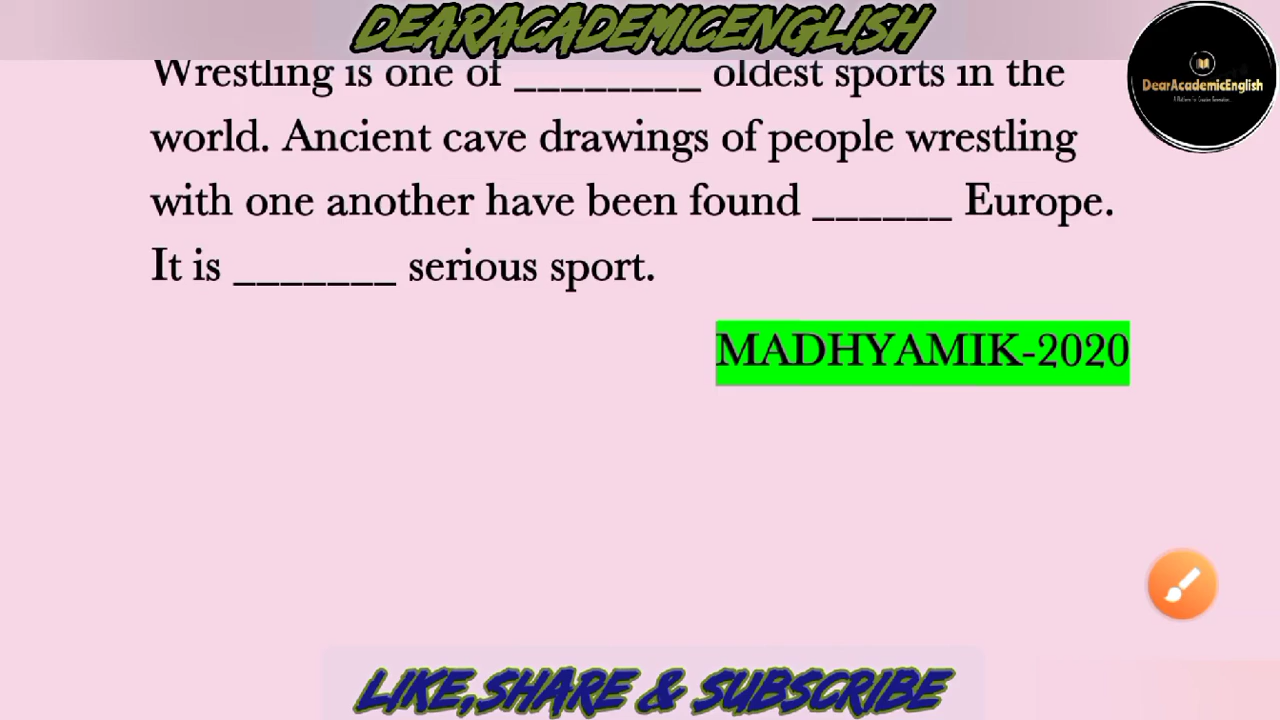 DEARACADEMICENGLISH
DearAcademicEnglish
Wrestling is one of ________ oldest sports in the
world. Ancient cave drawings of people wrestling
with one another have been found ______ Europe.
It is _______ serious sport.
MADHYAMIK-2020
LIKE,SHARE & SUBSCRIBE